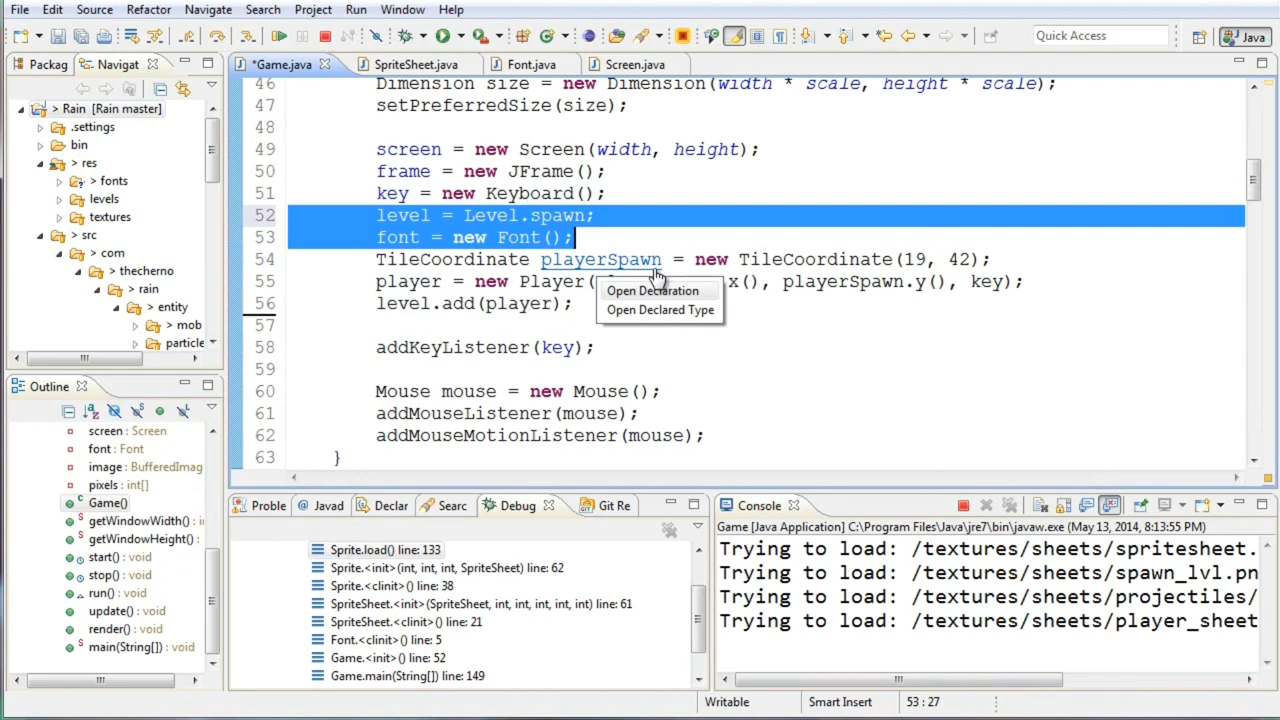 File Edit Source Refactor Navigate Search Project Run Window Help
Quick Access
Java
Packag
Navigat
> Rain [Rain master]
.settings
bin
> res
> fonts
levels
textures
> src
> com
> thecherno
> rain
> entity
> mob
particle
*Game.java
SpriteSheet.java
Font.java
Screen.java
46 Dimension size = new Dimension(width * scale, height * scale);
47 setPreferredSize(size);
48
49 screen = new Screen(width, height);
50 frame = new JFrame();
51 key = new Keyboard();
52 level = Level.spawn;
53 font = new Font();
54 TileCoordinate playerSpawn = new TileCoordinate(19, 42);
55 player = new Player( x(), playerSpawn.y(), key);
56 level.add(player);
57
58 addKeyListener(key);
59
60 Mouse mouse = new Mouse();
61 addMouseListener(mouse);
62 addMouseMotionListener(mouse);
63 }
Open Declaration
Open Declared Type
Outline
screen : Screen
font : Font
image : BufferedImag
pixels : int[]
Game()
getWindowWidth() : i
getWindowHeight() :
start() : void
stop() : void
run() : void
update() : void
render() : void
main(String[]) : void
Proble
@ Javad
Declar
Searc
Debug
Git Re
Sprite.load() line: 133
Sprite.<init>(int, int, int, SpriteSheet) line: 62
Sprite.<clinit>() line: 38
SpriteSheet.<init>(SpriteSheet, int, int, int, int, int) line: 61
SpriteSheet.<clinit>() line: 21
Font.<clinit>() line: 5
Game.<init>() line: 52
Game.main(String[]) line: 149
Console
Game [Java Application] C:\Program Files\Java\jre7\bin\javaw.exe (May 13, 2014, 8:13:55 PM)
Trying to load: /textures/sheets/spritesheet.
Trying to load: /textures/sheets/spawn_lvl.pn
Trying to load: /textures/sheets/projectiles/
Trying to load: /textures/sheets/player_sheet
Writable
Smart Insert
53 : 27